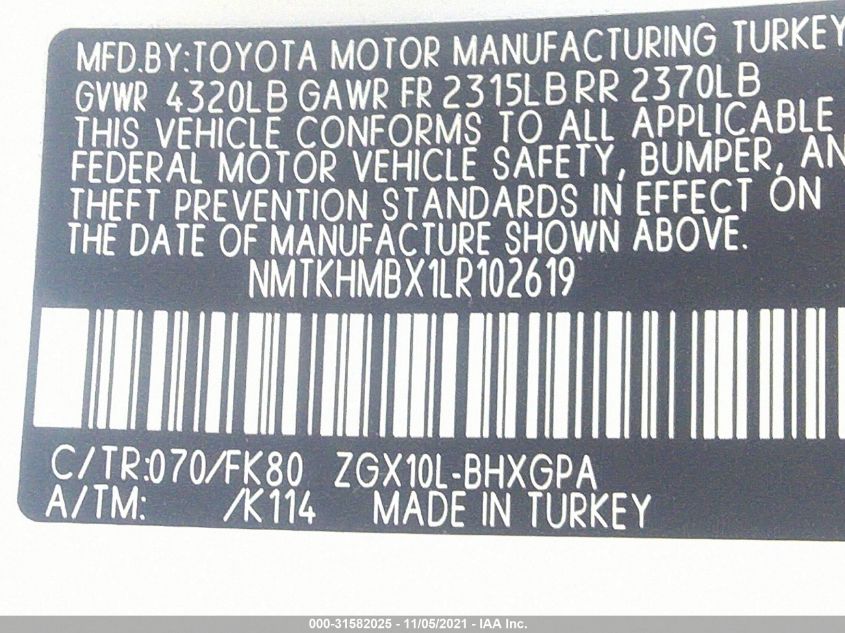 MFD.BY:TOYOTA MOTOR MANUFACTURING TURKEY
GVWR 4320LB GAWR FR 2315LB RR 2370LB
THIS VEHICLE CONFORMS TO ALL APPLICABLE
FEDERAL MOTOR VEHICLE SAFETY, BUMPER, AN
THEFT PREVENTION STANDARDS IN EFFECT ON
THE DATE OF MANUFACTURE SHOWN ABOVE.
NMTKHMBX1LR102619
C/TR:070/FK80 ZGX10L-BHXGPA
A/TM: /K114 MADE IN TURKEY
000-31582025 - 11/05/2021 - IAA Inc.